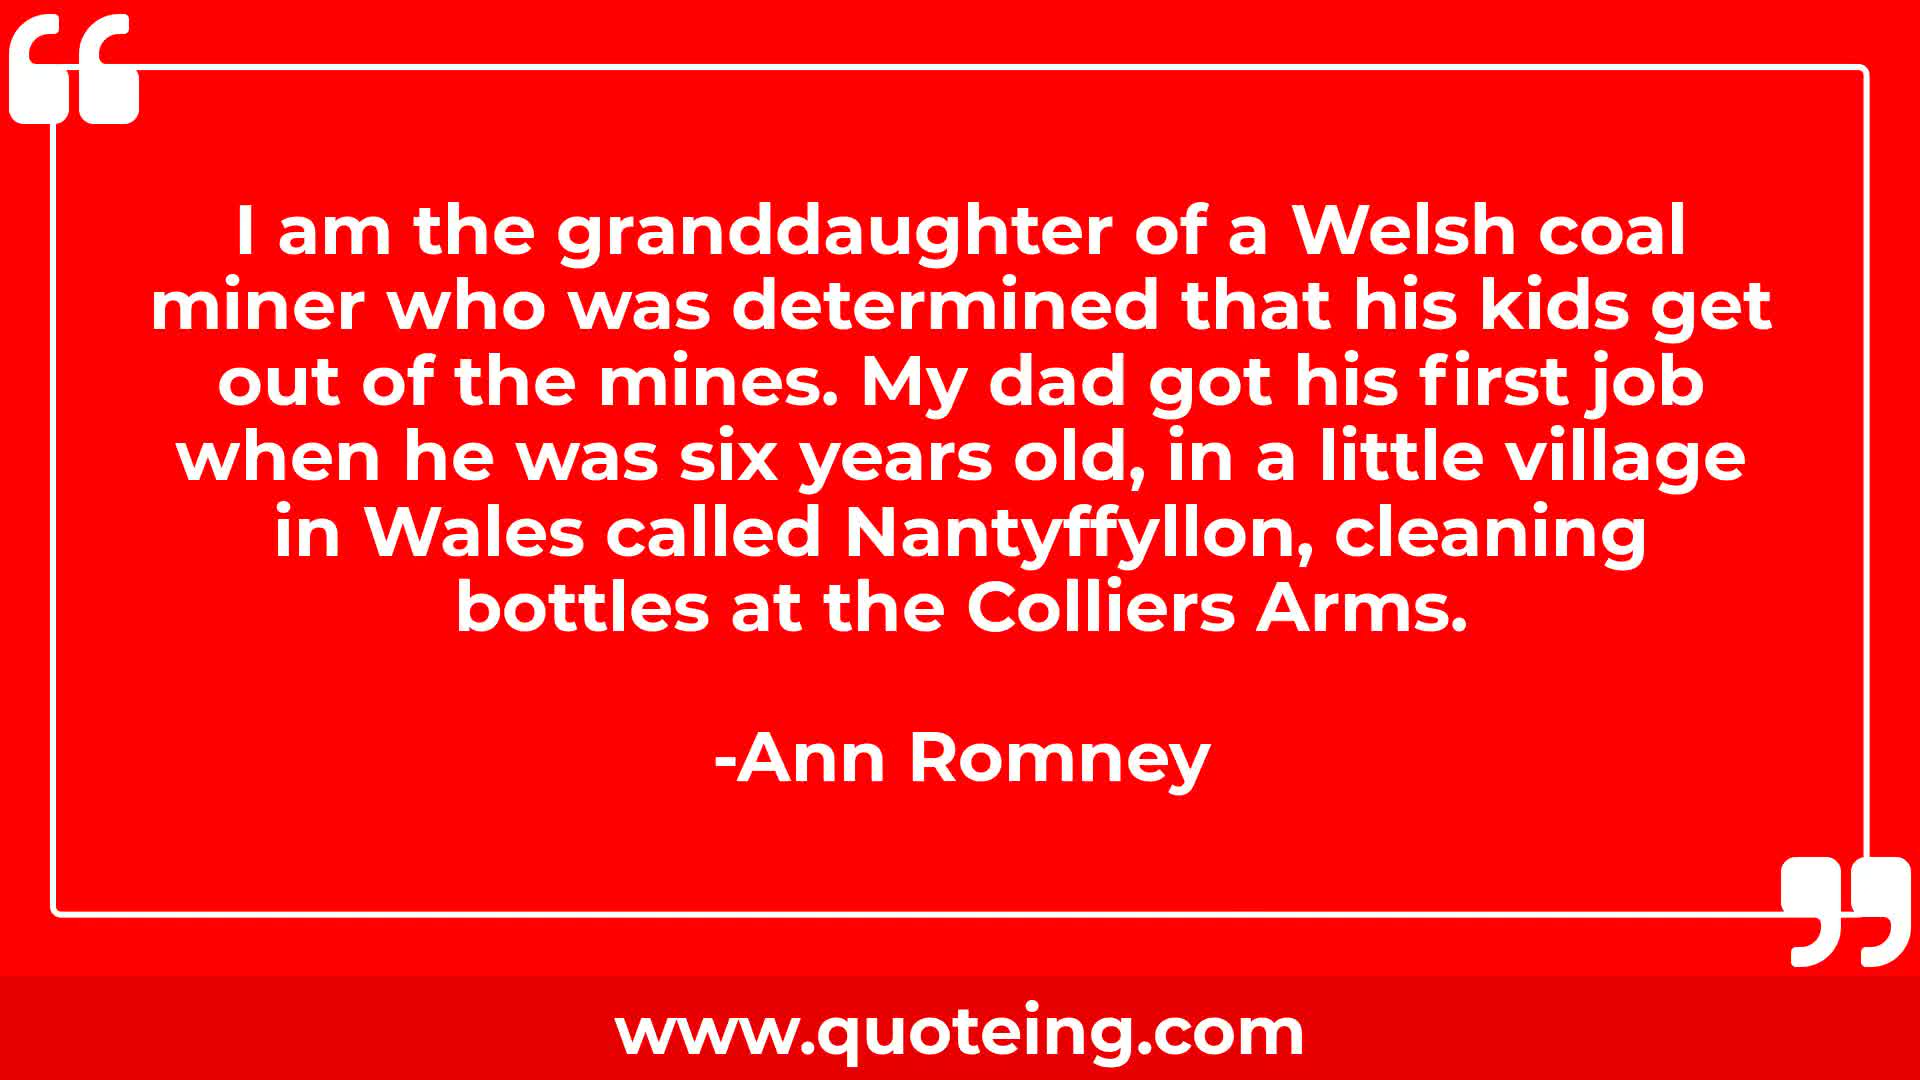 I am the granddaughter of a Welsh coal
miner who was determined that his kids get
out of the mines. My dad got his first job
when he was six years old, in a little village
in Wales called Nantyffyllon, cleaning
bottles at the Colliers Arms.
-Ann Romney
www.quoteing.com